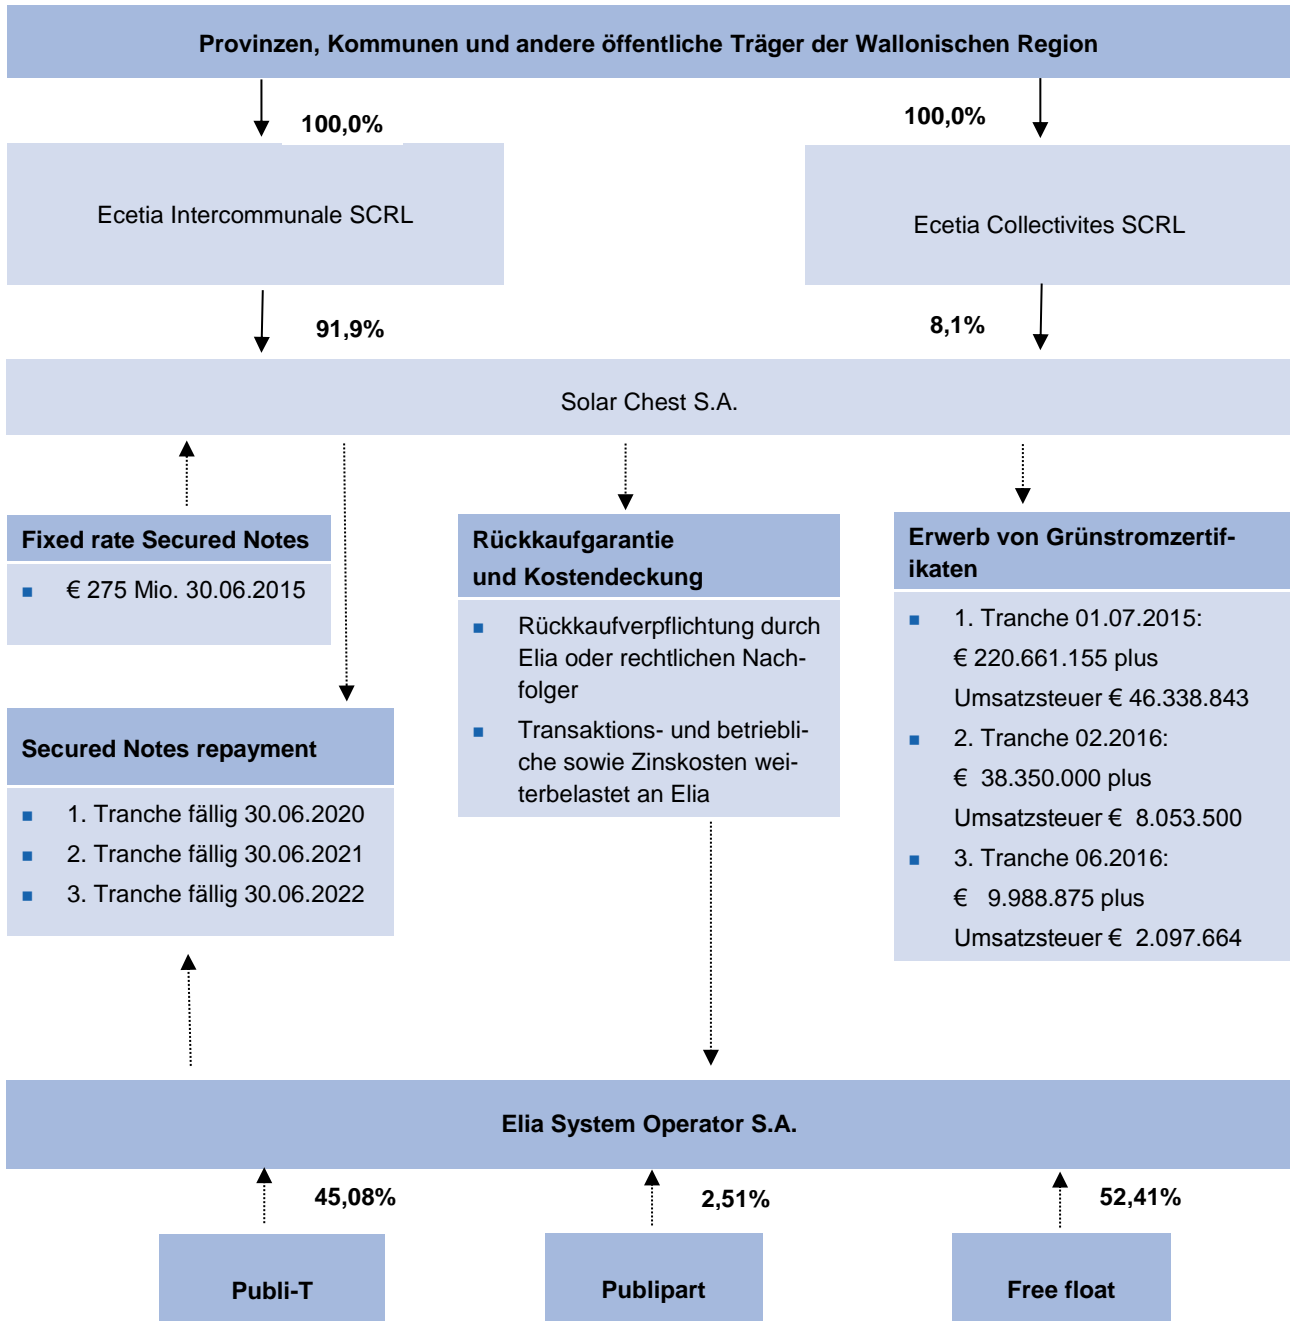 Provinzen, Kommunen und andere öffentliche Träger der Wallonischen Region
100,0%
100,0%
Ecetia Intercommunale SCRL
Ecetia Collectivites SCRL
91,9%
8,1%
Solar Chest S.A.
Fixed rate Secured Notes
■ € 275 Mio. 30.06.2015
Secured Notes repayment
■ 1. Tranche fällig 30.06.2020
■ 2. Tranche fällig 30.06.2021
■ 3. Tranche fällig 30.06.2022
Rückkaufgarantie
und Kostendeckung
■ Rückkaufverpflichtung durch
Elia oder rechtlichen Nach-
folger
■ Transaktions- und betriebli-
che sowie Zinskosten wei-
terbelastet an Elia
Erwerb von Grünstromzertif-
ikaten
■ 1. Tranche 01.07.2015:
€ 220.661.155 plus
Umsatzsteuer € 46.338.843
■ 2. Tranche 02.2016:
€ 38.350.000 plus
Umsatzsteuer € 8.053.500
■ 3. Tranche 06.2016:
€ 9.988.875 plus
Umsatzsteuer € 2.097.664
Elia System Operator S.A.
45,08%
2,51%
52,41%
Publi-T
Publipart
Free float